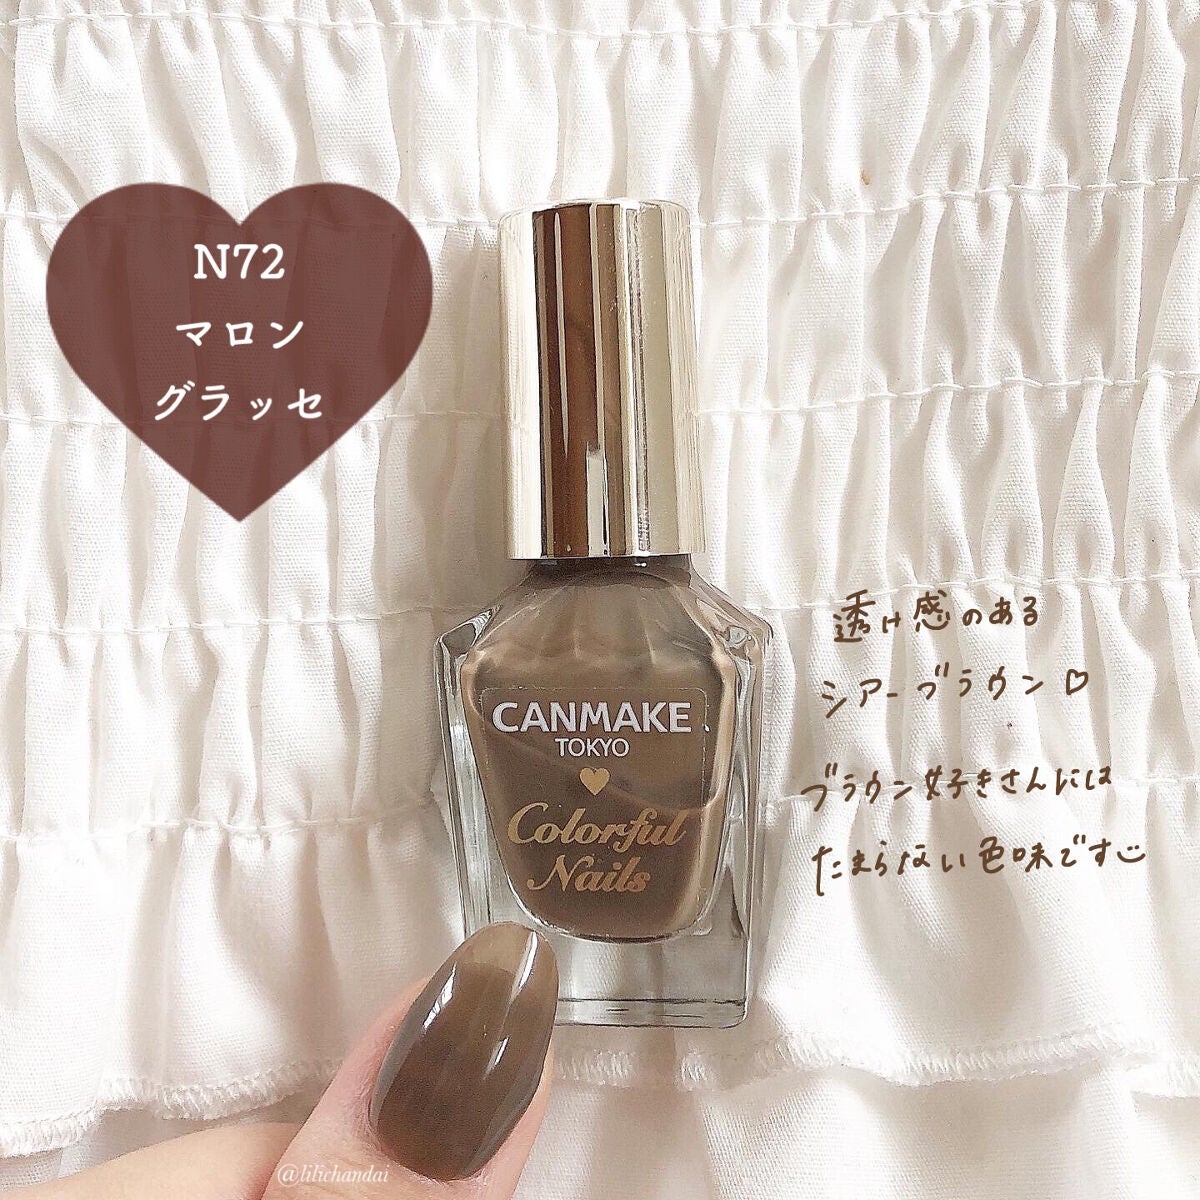 N72
マロン
グラッセ
CANMAKE
TOKYO
Colorful
Nails
透け感のある
シアーブラウン♡
ブラウン好きさんには
たまらない色味です
@lilichandai